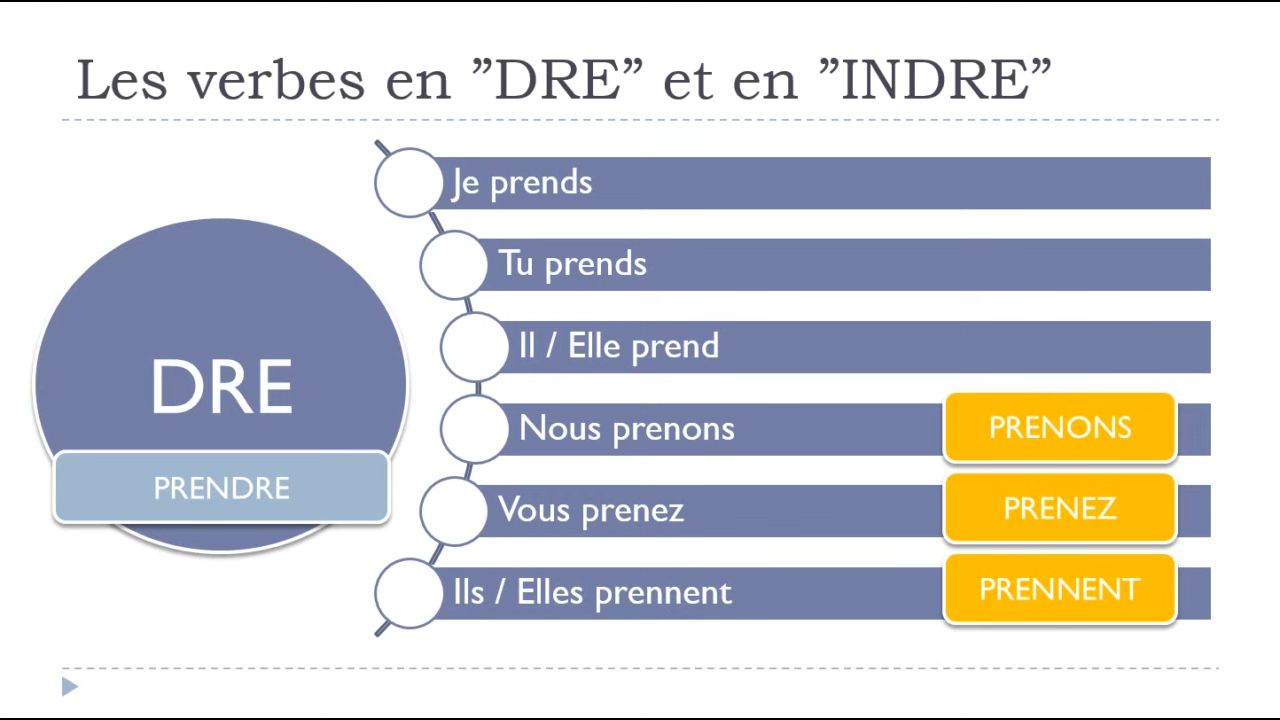 Les verbes en ”DRE” et en ”INDRE”
DRE
PRENDRE
Je prends
Tu prends
Il / Elle prend
Nous prenons
PRENONS
Vous prenez
PRENEZ
Ils / Elles prennent
PRENNENT